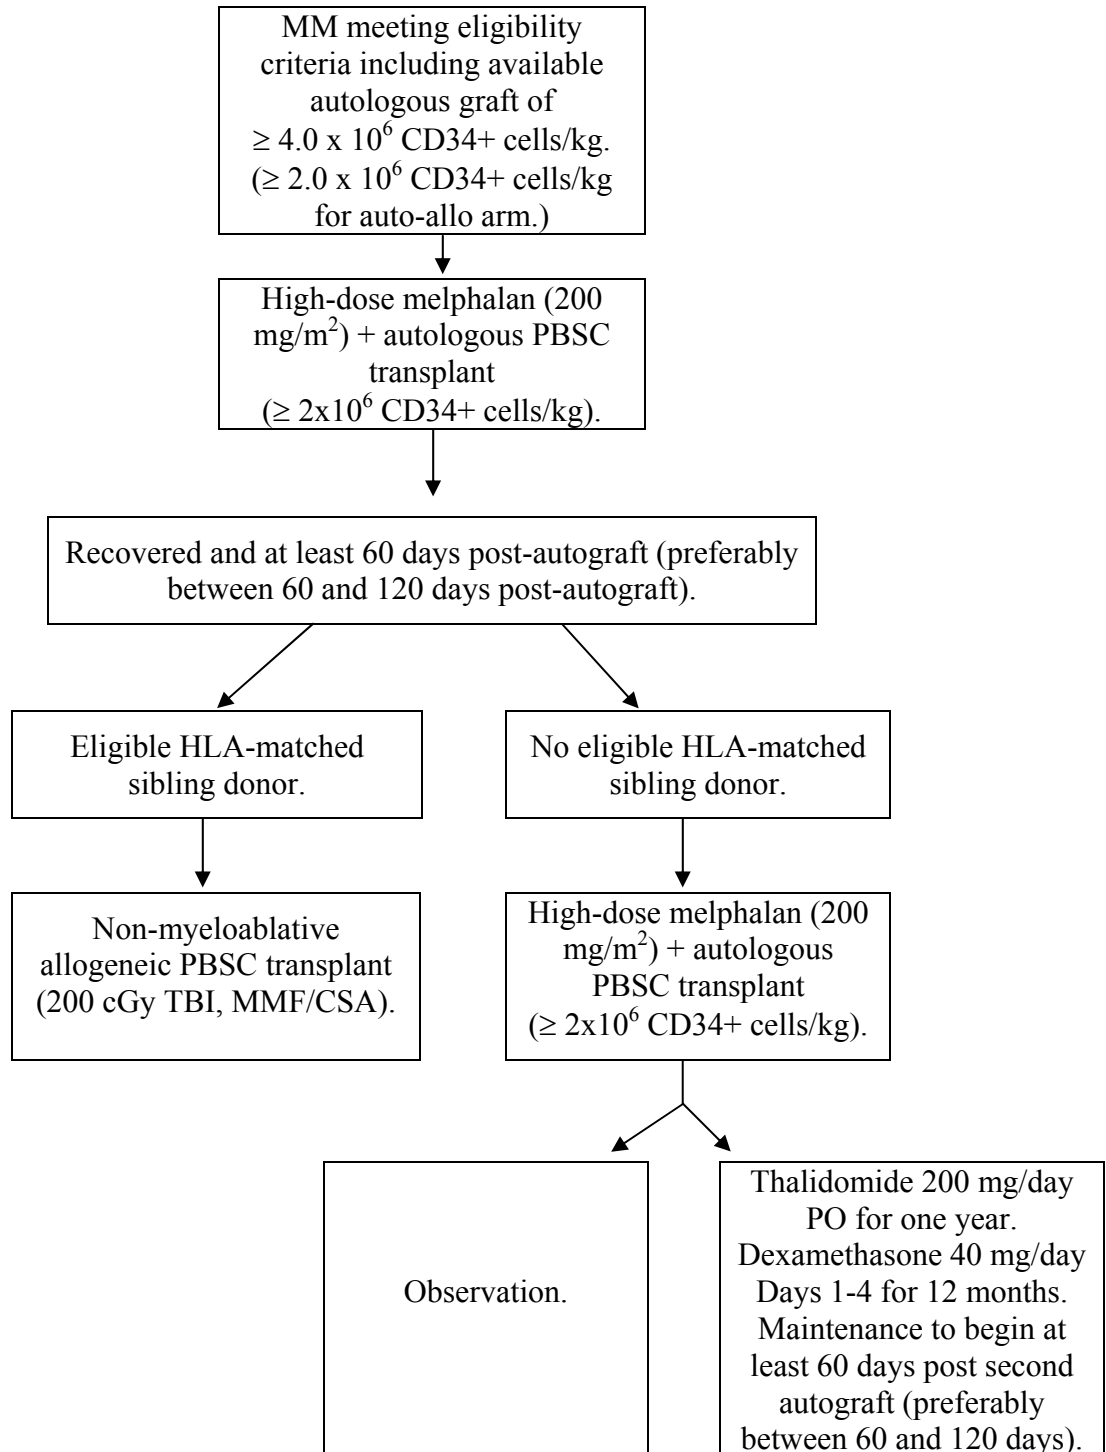 MM meeting eligibility
criteria including available
autologous graft of
≥ 4.0 x 10⁶ CD34+ cells/kg.
(≥ 2.0 x 10⁶ CD34+ cells/kg
for auto-allo arm.)
High-dose melphalan (200
mg/m²) + autologous PBSC
transplant
(≥ 2x10⁶ CD34+ cells/kg).
Recovered and at least 60 days post-autograft (preferably
between 60 and 120 days post-autograft).
Eligible HLA-matched
sibling donor.
No eligible HLA-matched
sibling donor.
Non-myeloablative
allogeneic PBSC transplant
(200 cGy TBI, MMF/CSA).
High-dose melphalan (200
mg/m²) + autologous
PBSC transplant
(≥ 2x10⁶ CD34+ cells/kg).
Observation.
Thalidomide 200 mg/day
PO for one year.
Dexamethasone 40 mg/day
Days 1-4 for 12 months.
Maintenance to begin at
least 60 days post second
autograft (preferably
between 60 and 120 days).